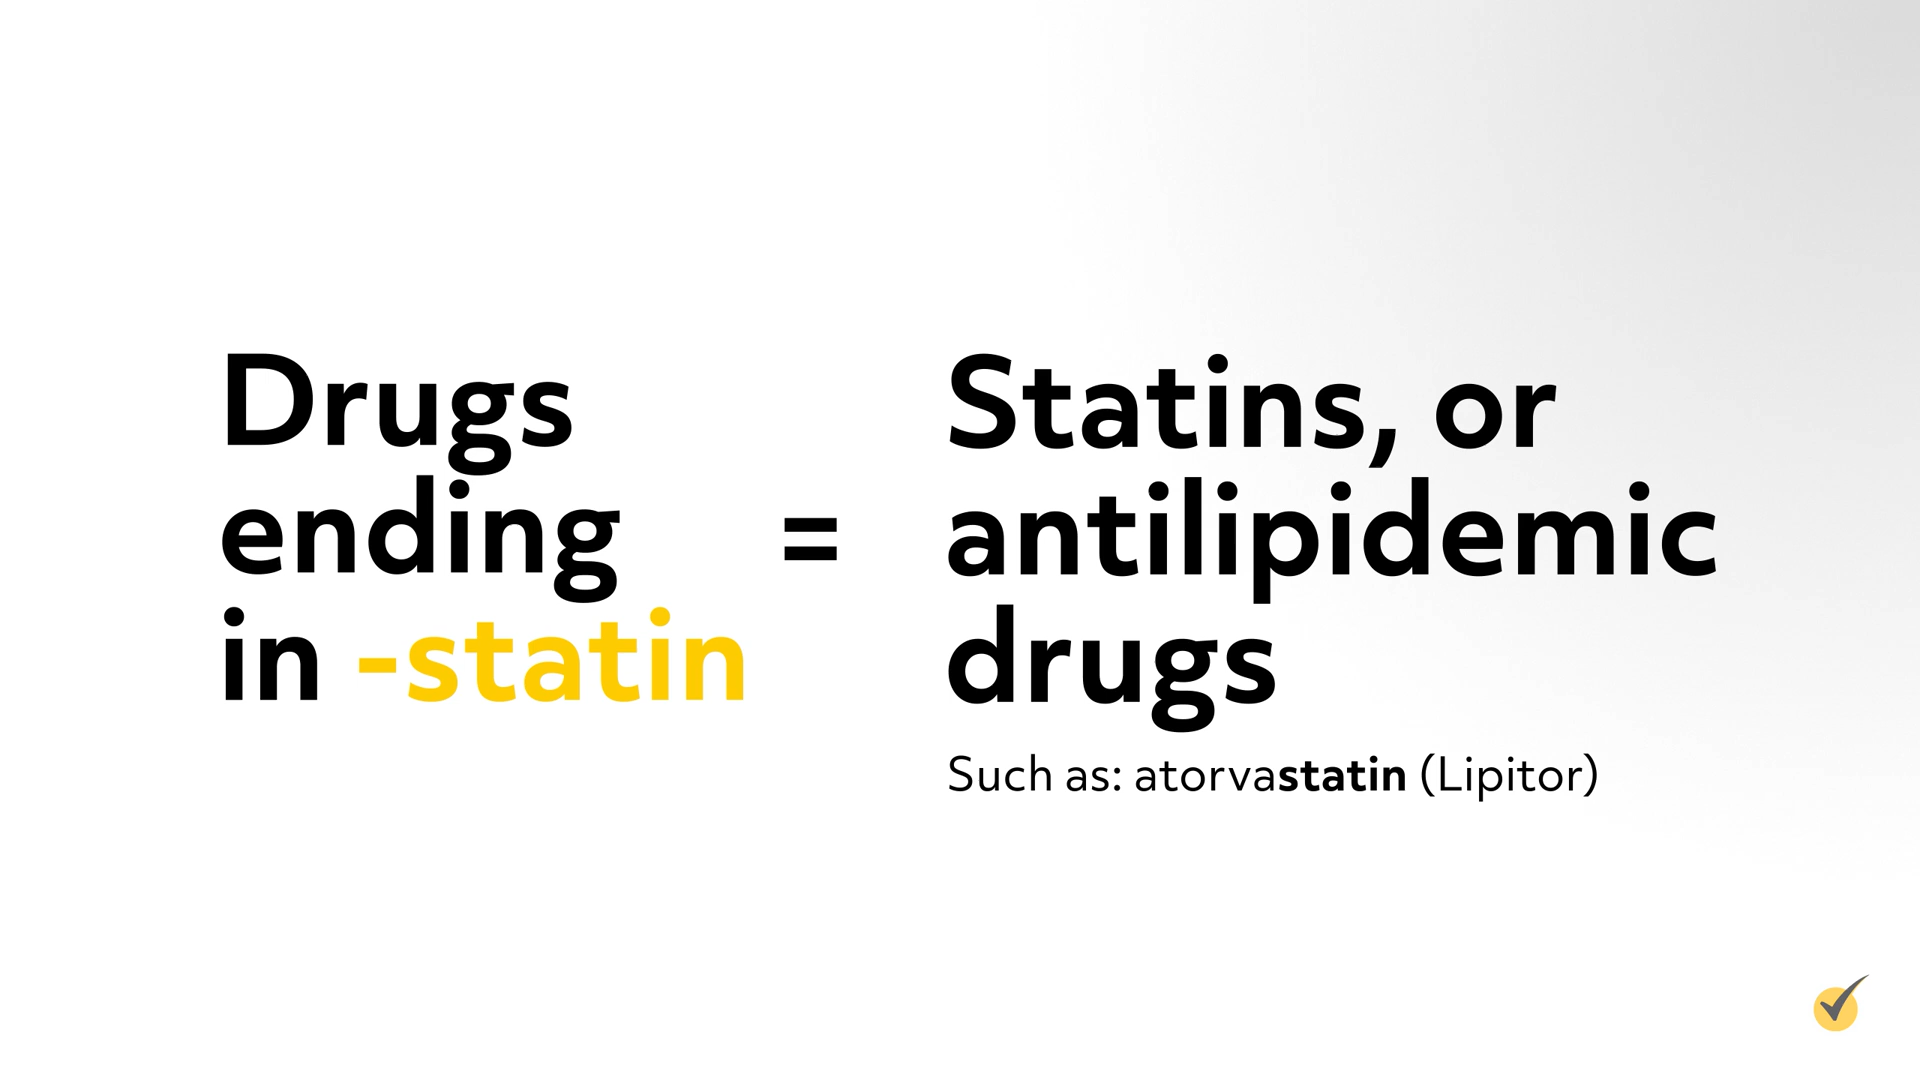 Drugs
ending
in -statin
=
Statins, or
antilipidemic
drugs
Such as: atorvastatin (Lipitor)